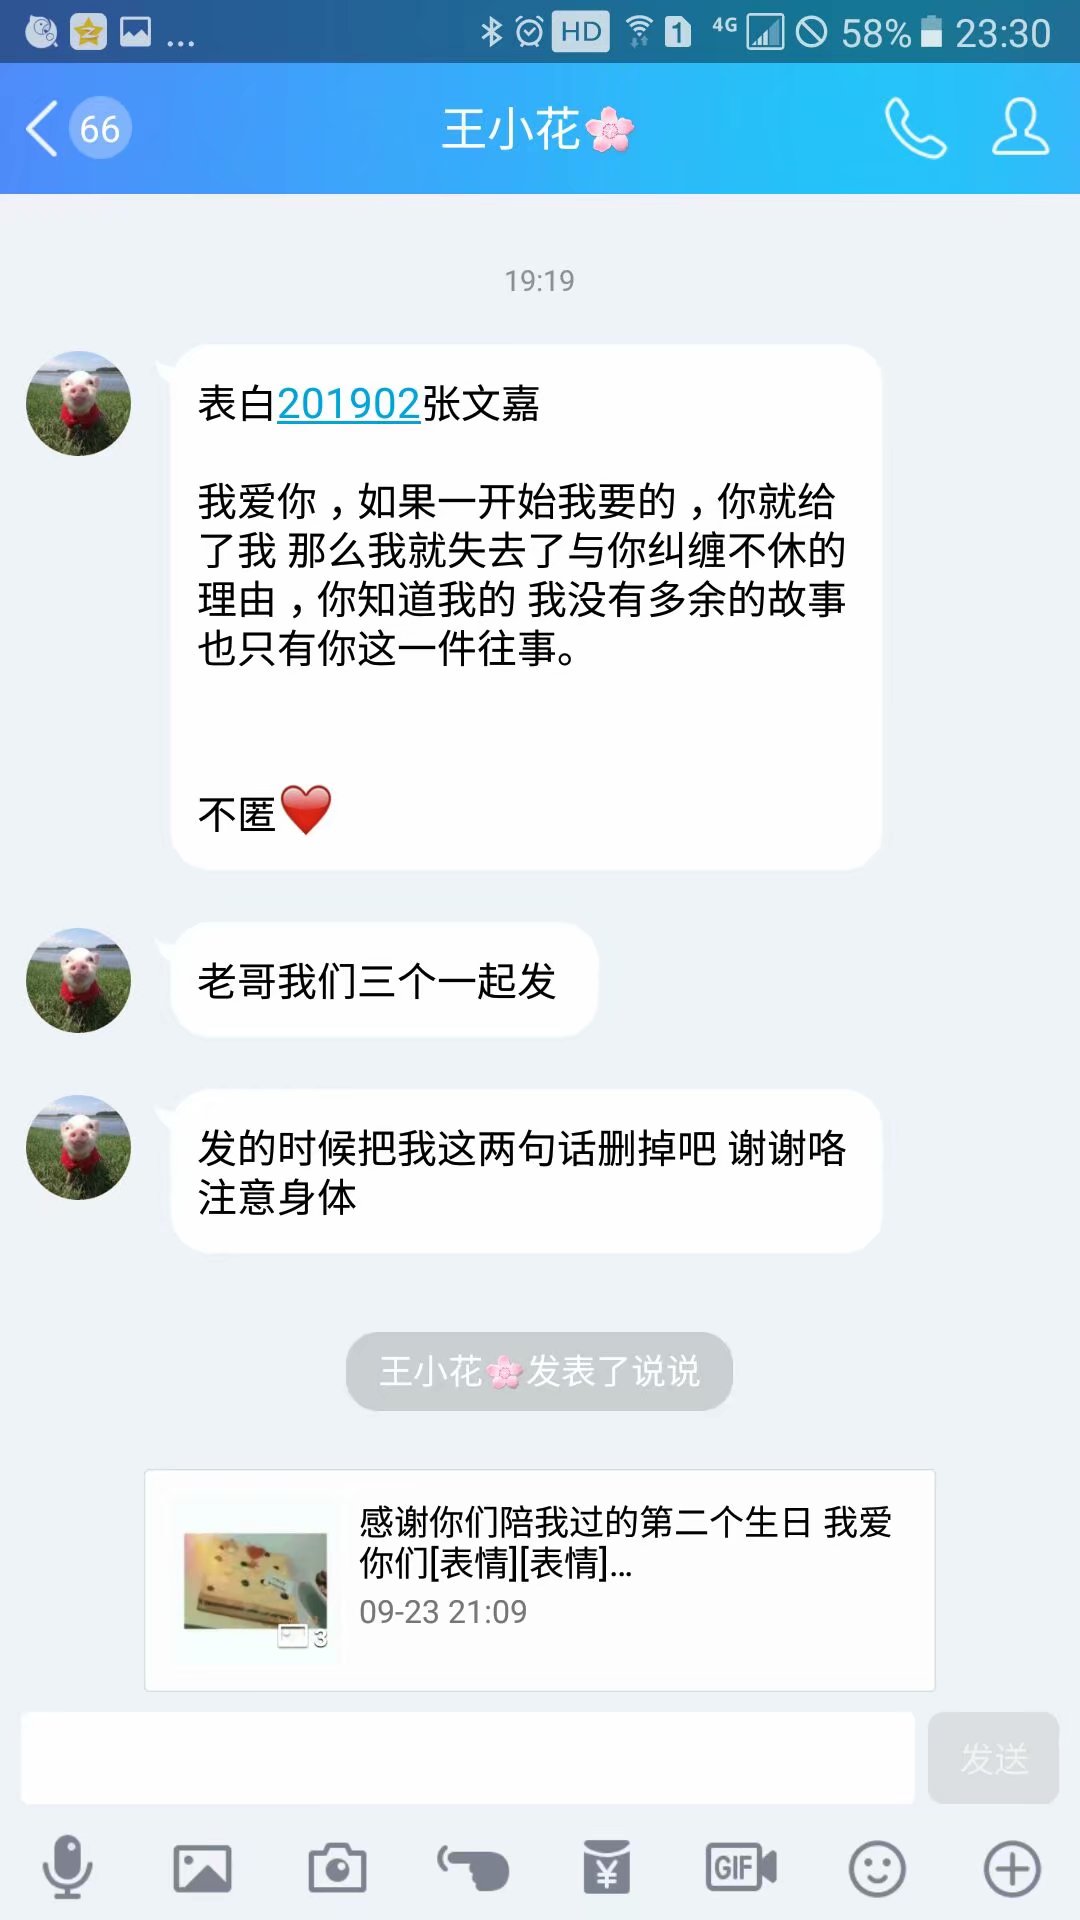 HD 1 4G 58% 23:30
66 王小花🌸
19:19
表白201902张文嘉
我爱你，如果一开始我要的，你就给
了我 那么我就失去了与你纠缠不休的
理由，你知道我的 我没有多余的故事
也只有你这一件往事。
不匿❤️
老哥我们三个一起发
发的时候把我这两句话删掉吧 谢谢咯
注意身体
王小花🌸发表了说说
感谢你们陪我过的第二个生日 我爱
你们[表情][表情]...
3
09-23 21:09
发送
GIF